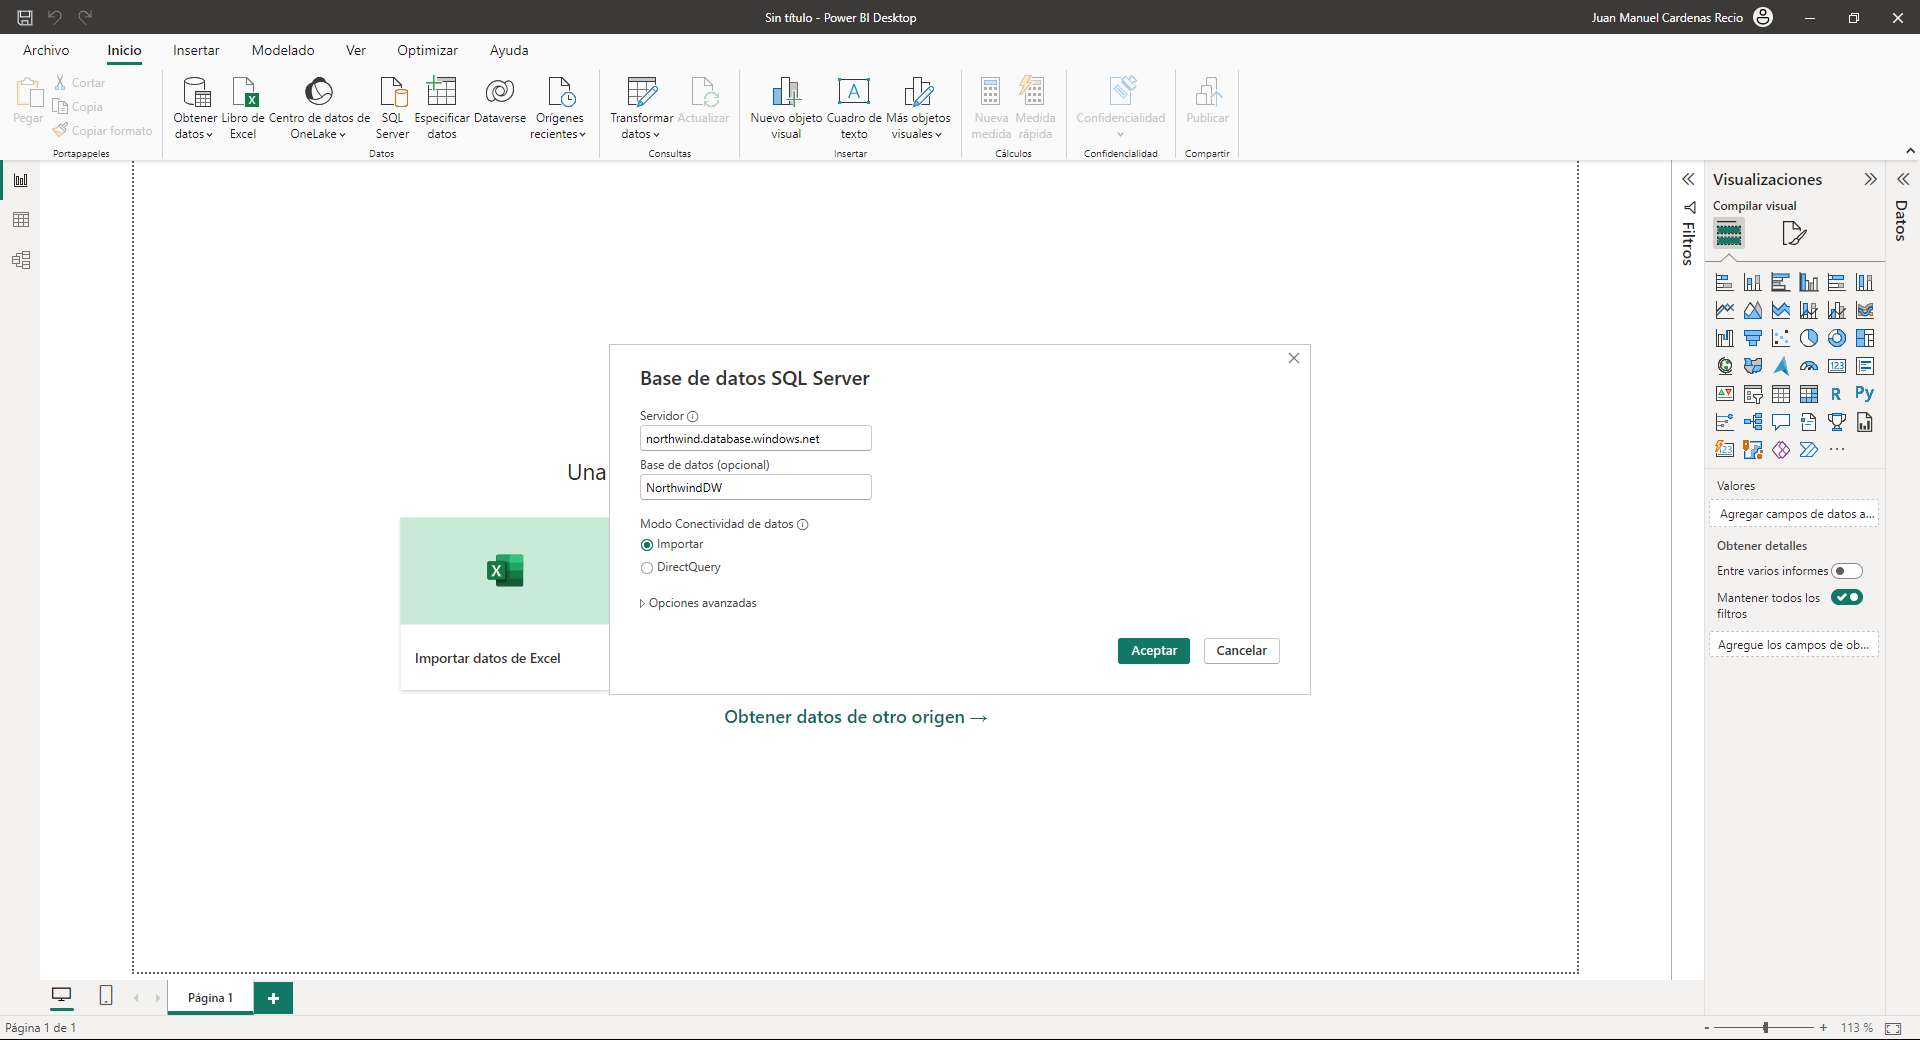 Sin título - Power BI Desktop
Juan Manuel Cardenas Recio
Archivo
Inicio
Insertar
Modelado
Ver
Optimizar
Ayuda
Pegar
Cortar
Copia
Copiar formato
Portapapeles
Obtener
datos
Libro de
Excel
Centro de datos de
OneLake
SQL
Server
Especificar
datos
Dataverse
Orígenes
recientes
Datos
Transformar
datos
Actualizar
Consultas
Nuevo objeto
visual
Cuadro de
texto
Más objetos
visuales
Insertar
Nueva
medida
Medida
rápida
Cálculos
Confidencialidad
Confidencialidad
Publicar
Compartir
Una
Importar datos de Excel
Obtener datos de otro origen →
Base de datos SQL Server
Servidor
northwind.database.windows.net
Base de datos (opcional)
NorthwindDW
Modo Conectividad de datos
Importar
DirectQuery
Opciones avanzadas
Aceptar
Cancelar
Filtros
Visualizaciones
Compilar visual
123
R
Py
123
Valores
Agregar campos de datos a...
Obtener detalles
Entre varios informes
Mantener todos los
filtros
Agregue los campos de ob...
Datos
Página 1
Página 1 de 1
- + 113 %